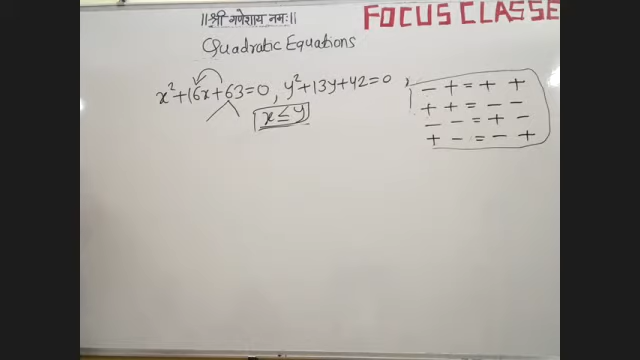 ||श्री गणेशाय नमः||
FOCUS CLASSE
Quadratic Equations
x²+16x+63=0, y²+13y+42=0,
x≤y
- + = + +
+ + = - -
- - = + -
+ - = - +